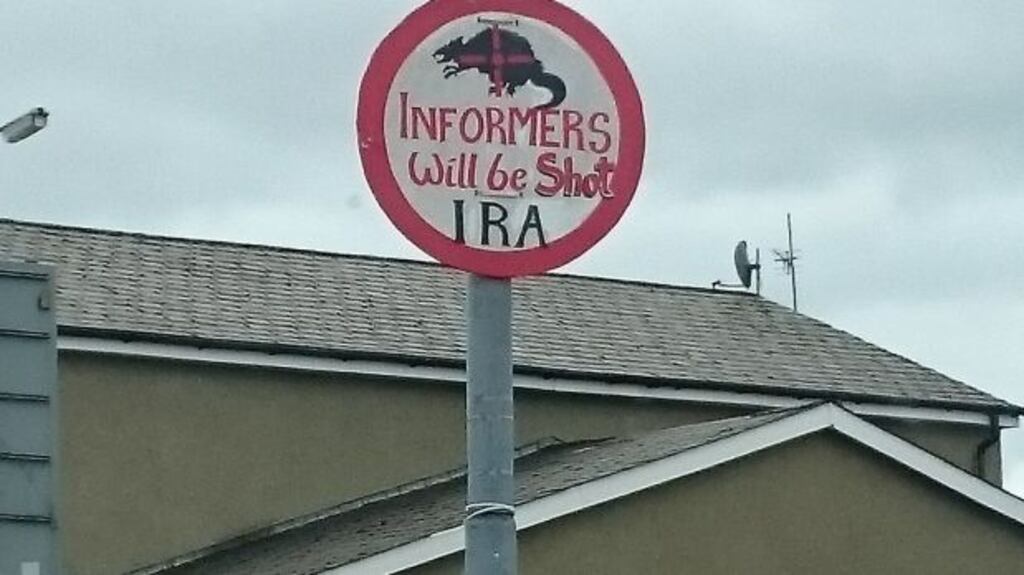 INFORMERS
Will be Shot
IRA